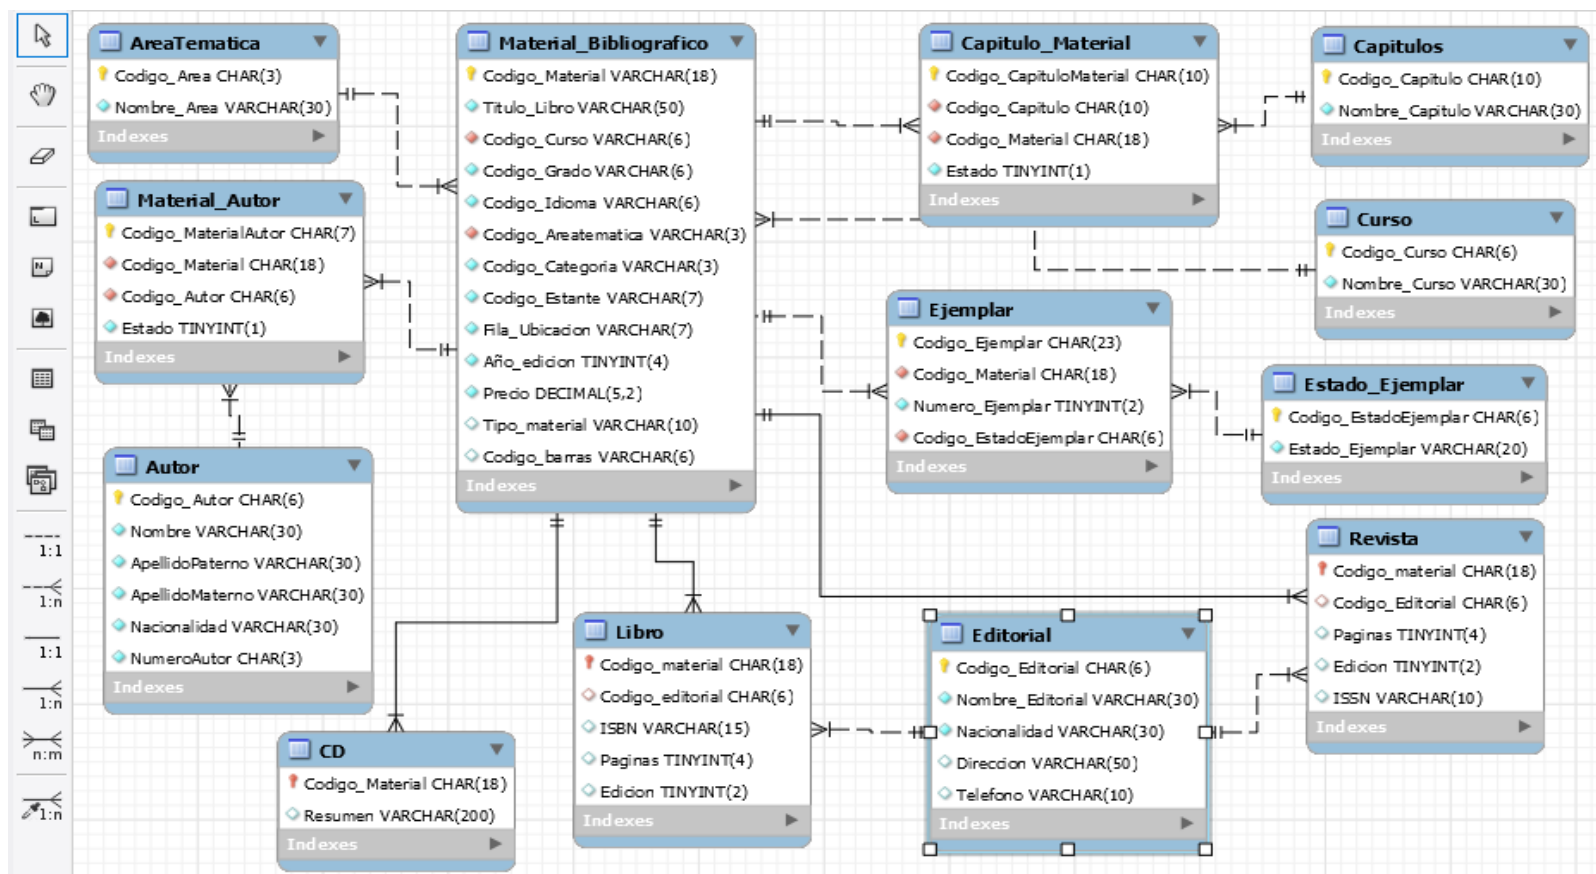 AreaTematica
Codigo_Area CHAR(3)
Nombre_Area VARCHAR(30)
Indexes
Material_Autor
Codigo_MaterialAutor CHAR(7)
Codigo_Material CHAR(18)
Codigo_Autor CHAR(6)
Estado TINYINT(1)
Indexes
Autor
Codigo_Autor CHAR(6)
Nombre VARCHAR(30)
ApellidoPaterno VARCHAR(30)
ApellidoMaterno VARCHAR(30)
Nacionalidad VARCHAR(30)
NumeroAutor CHAR(3)
Indexes
Material_Bibliografico
Codigo_Material VARCHAR(18)
Titulo_Libro VARCHAR(50)
Codigo_Curso VARCHAR(6)
Codigo_Grado VARCHAR(6)
Codigo_Idioma VARCHAR(6)
Codigo_Areatematica VARCHAR(3)
Codigo_Categoria VARCHAR(3)
Codigo_Estante VARCHAR(7)
Fila_Ubicacion VARCHAR(7)
Año_edicion TINYINT(4)
Precio DECIMAL(5,2)
Tipo_material VARCHAR(10)
Codigo_barras VARCHAR(6)
Indexes
Capitulo_Material
Codigo_CapituloMaterial CHAR(10)
Codigo_Capitulo CHAR(10)
Codigo_Material CHAR(18)
Estado TINYINT(1)
Indexes
Capitulos
Codigo_Capitulo CHAR(10)
Nombre_Capitulo VARCHAR(30)
Indexes
Curso
Codigo_Curso CHAR(6)
Nombre_Curso VARCHAR(30)
Indexes
Ejemplar
Codigo_Ejemplar CHAR(23)
Codigo_Material CHAR(18)
Numero_Ejemplar TINYINT(2)
Codigo_EstadoEjemplar CHAR(6)
Indexes
Estado_Ejemplar
Codigo_EstadoEjemplar CHAR(6)
Estado_Ejemplar VARCHAR(20)
Indexes
Revista
Codigo_material CHAR(18)
Codigo_Editorial CHAR(6)
Paginas TINYINT(4)
Edicion TINYINT(2)
ISSN VARCHAR(10)
Indexes
CD
Codigo_Material CHAR(18)
Resumen VARCHAR(200)
Indexes
Libro
Codigo_material CHAR(18)
Codigo_editorial CHAR(6)
ISBN VARCHAR(15)
Paginas TINYINT(4)
Edicion TINYINT(2)
Indexes
Editorial
Codigo_Editorial CHAR(6)
Nombre_Editorial VARCHAR(30)
Nacionalidad VARCHAR(30)
Direccion VARCHAR(50)
Telefono VARCHAR(10)
Indexes
1:1
1:n
1:1
1:n
n:m
1:n